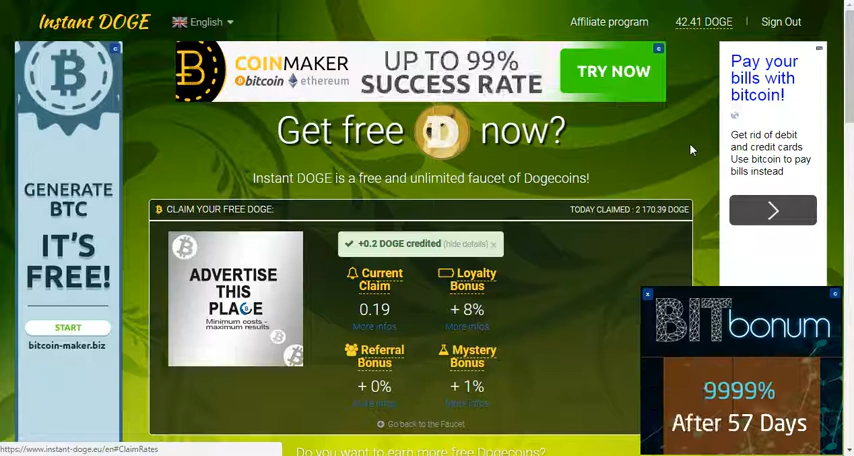 Instant DOGE
English
Affiliate program
42.41 DOGE
Sign Out
GENERATE
BTC
IT'S
FREE!
START
bitcoin-maker.biz
COINMAKER
bitcoin ethereum
UP TO 99%
SUCCESS RATE
TRY NOW
Pay your
bills with
bitcoin!
Get rid of debit
and credit cards
Use bitcoin to pay
bills instead
Get free D now?
Instant DOGE is a free and unlimited faucet of Dogecoins!
CLAIM YOUR FREE DOGE:
TODAY CLAIMED : 2 170.39 DOGE
ADVERTISE
THIS
PLACE
Minimum costs -
maximum results
+0.2 DOGE credited (hide details) x
Current
Claim
0.19
More infos
Loyalty
Bonus
+ 8%
More infos
Referral
Bonus
+ 0%
More infos
Mystery
Bonus
+ 1%
More infos
Go back to the Faucet
BITbonum
9999%
After 57 Days
Do you want to earn more free Dogecoins?
https://www.instant-doge.eu/en#ClaimRates